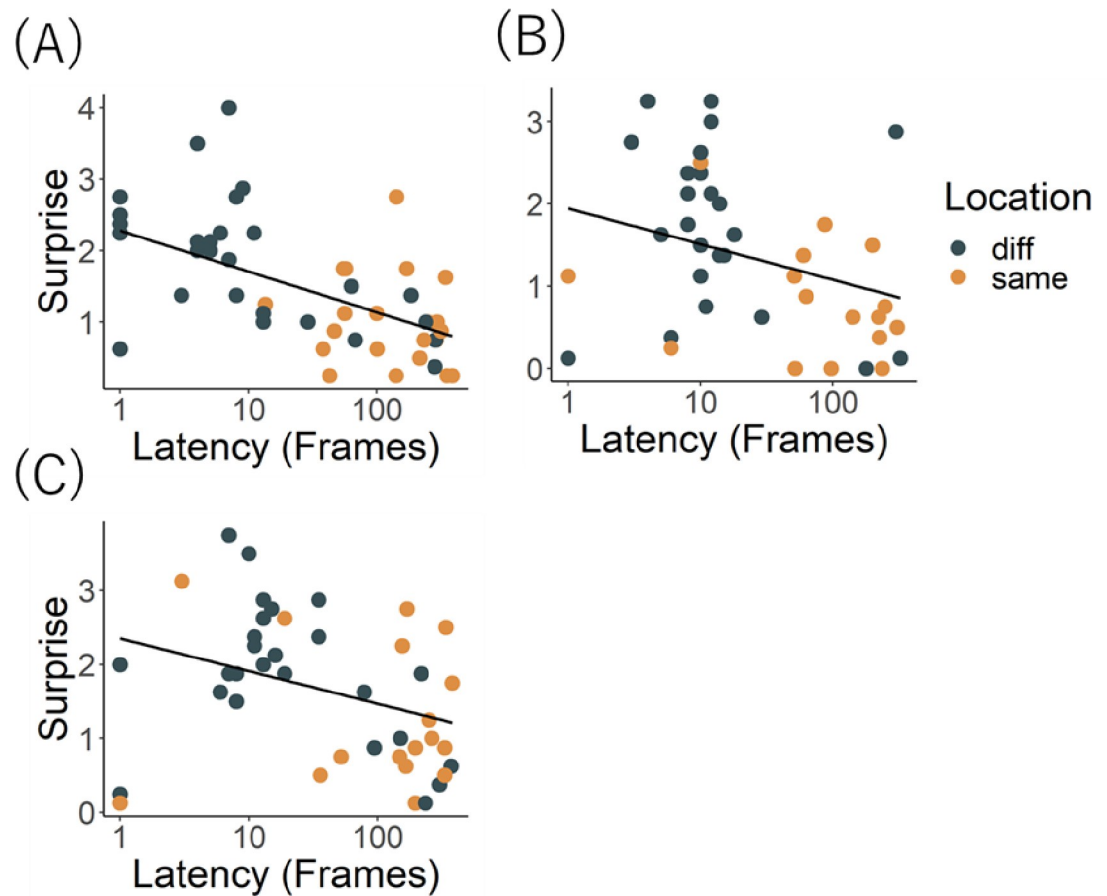 (A)
4
3
2
1
Surprise
1 10 100
Latency (Frames)
(B)
3
2
1
0
1 10 100
Latency (Frames)
Location
diff
same
(C)
3
2
1
0
Surprise
1 10 100
Latency (Frames)